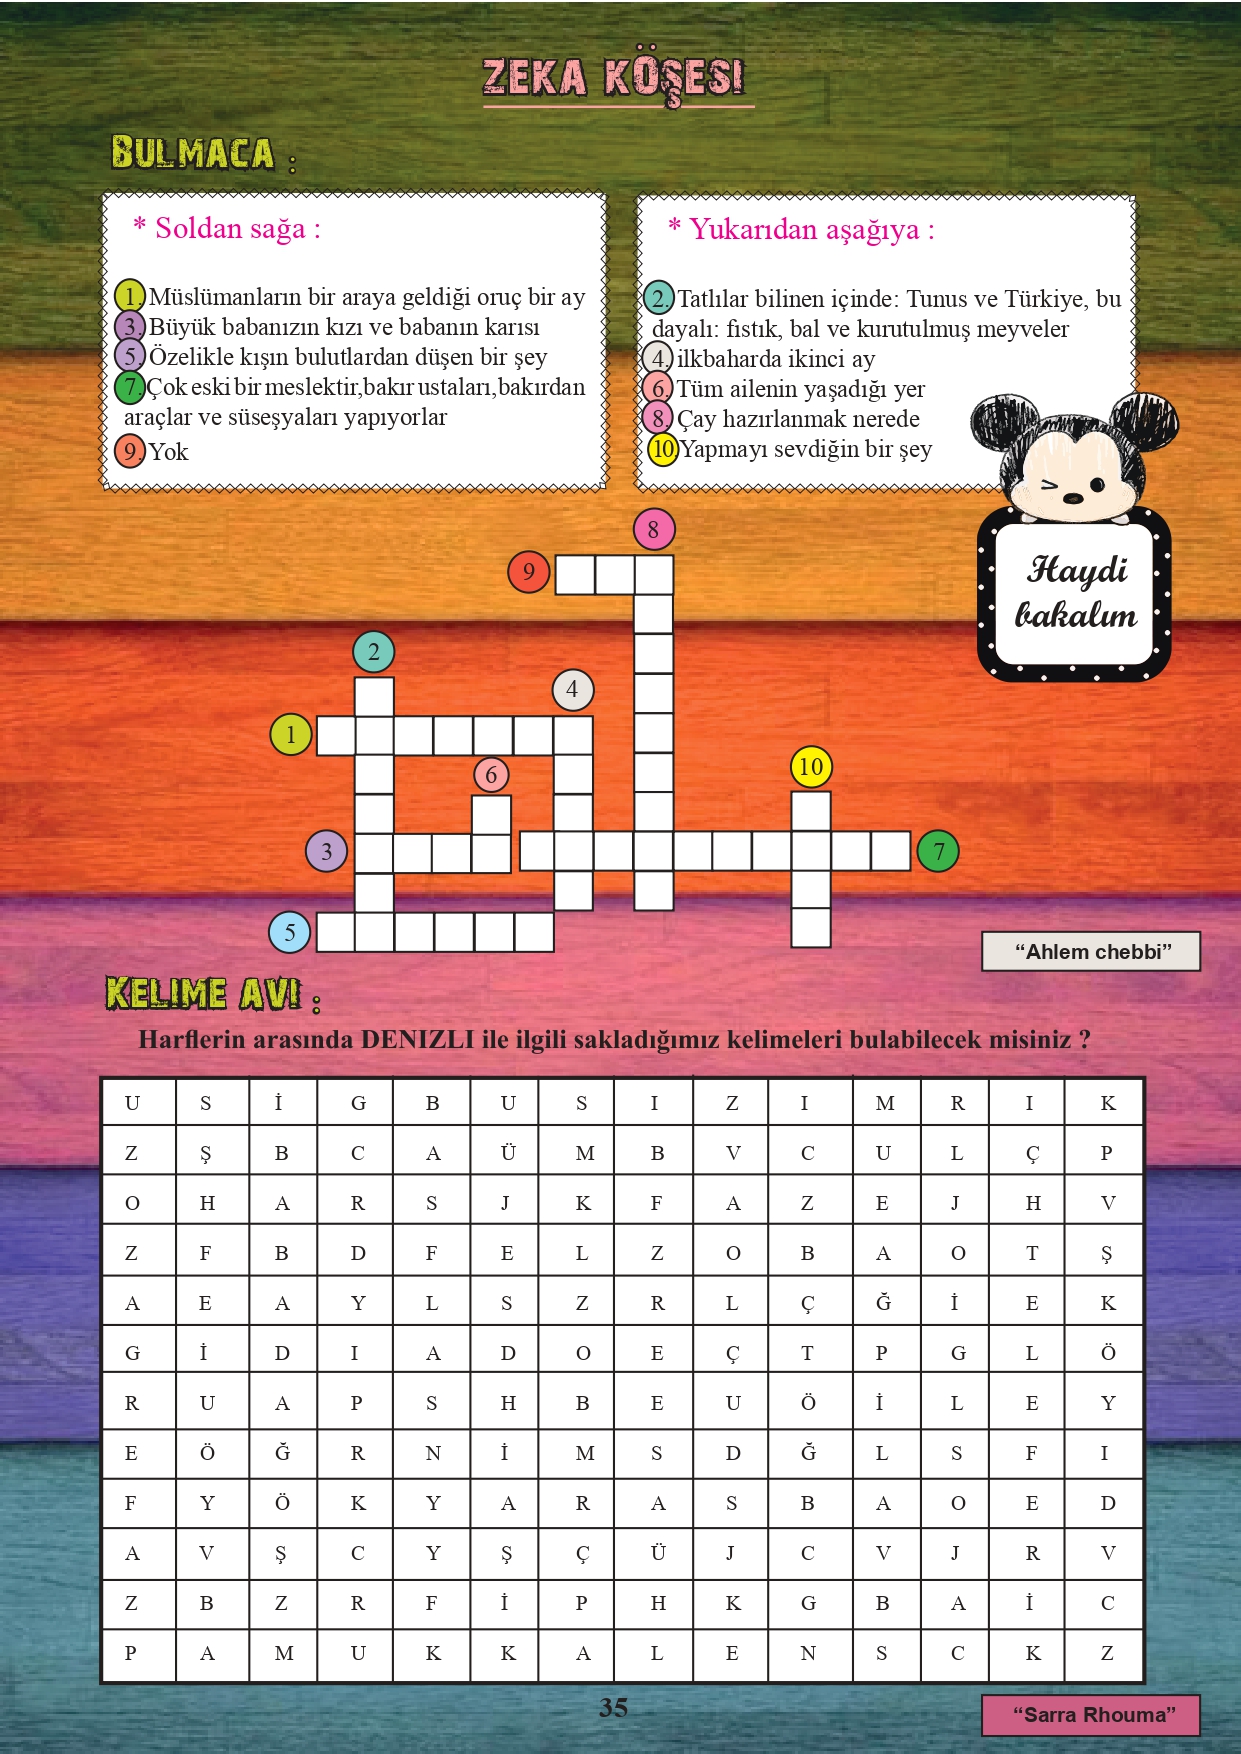 ZEKA KÖŞESI
BULMACA :
* Soldan sağa :
1. Müslümanların bir araya geldiği oruç bir ay
3. Büyük babanızın kızı ve babanın karısı
5. Özelikle kışın bulutlardan düşen bir şey
7. Çok eski bir meslektir,bakır ustaları,bakırdan
araçlar ve süseşyaları yapıyorlar
9. Yok
* Yukarıdan aşağıya :
2. Tatlılar bilinen içinde: Tunus ve Türkiye, bu
dayalı: fıstık, bal ve kurutulmuş meyveler
4. ilkbaharda ikinci ay
6. Tüm ailenin yaşadığı yer
8. Çay hazırlanmak nerede
10. Yapmayı sevdiğin bir şey
Haydi
bakalım
8
9
2
4
1
6
10
3
7
5
"Ahlem chebbi"
KELIME AVI :
Harflerin arasında DENIZLI ile ilgili sakladığımız kelimeleri bulabilecek misiniz ?
U S İ G B U S I Z I M R I K
Z Ş B C A Ü M B V C U L Ç P
O H A R S J K F A Z E J H V
Z F B D F E L Z O B A O T Ş
A E A Y L S Z R L Ç Ğ İ E K
G İ D I A D O E Ç T P G L Ö
R U A P S H B E U Ö İ L E Y
E Ö Ğ R N İ M S D Ğ L S F I
F Y Ö K Y A R A S B A O E D
A V Ş C Y Ş Ç Ü J C V J R V
Z B Z R F İ P H K G B A İ C
P A M U K K A L E N S C K Z
35
"Sarra Rhouma"